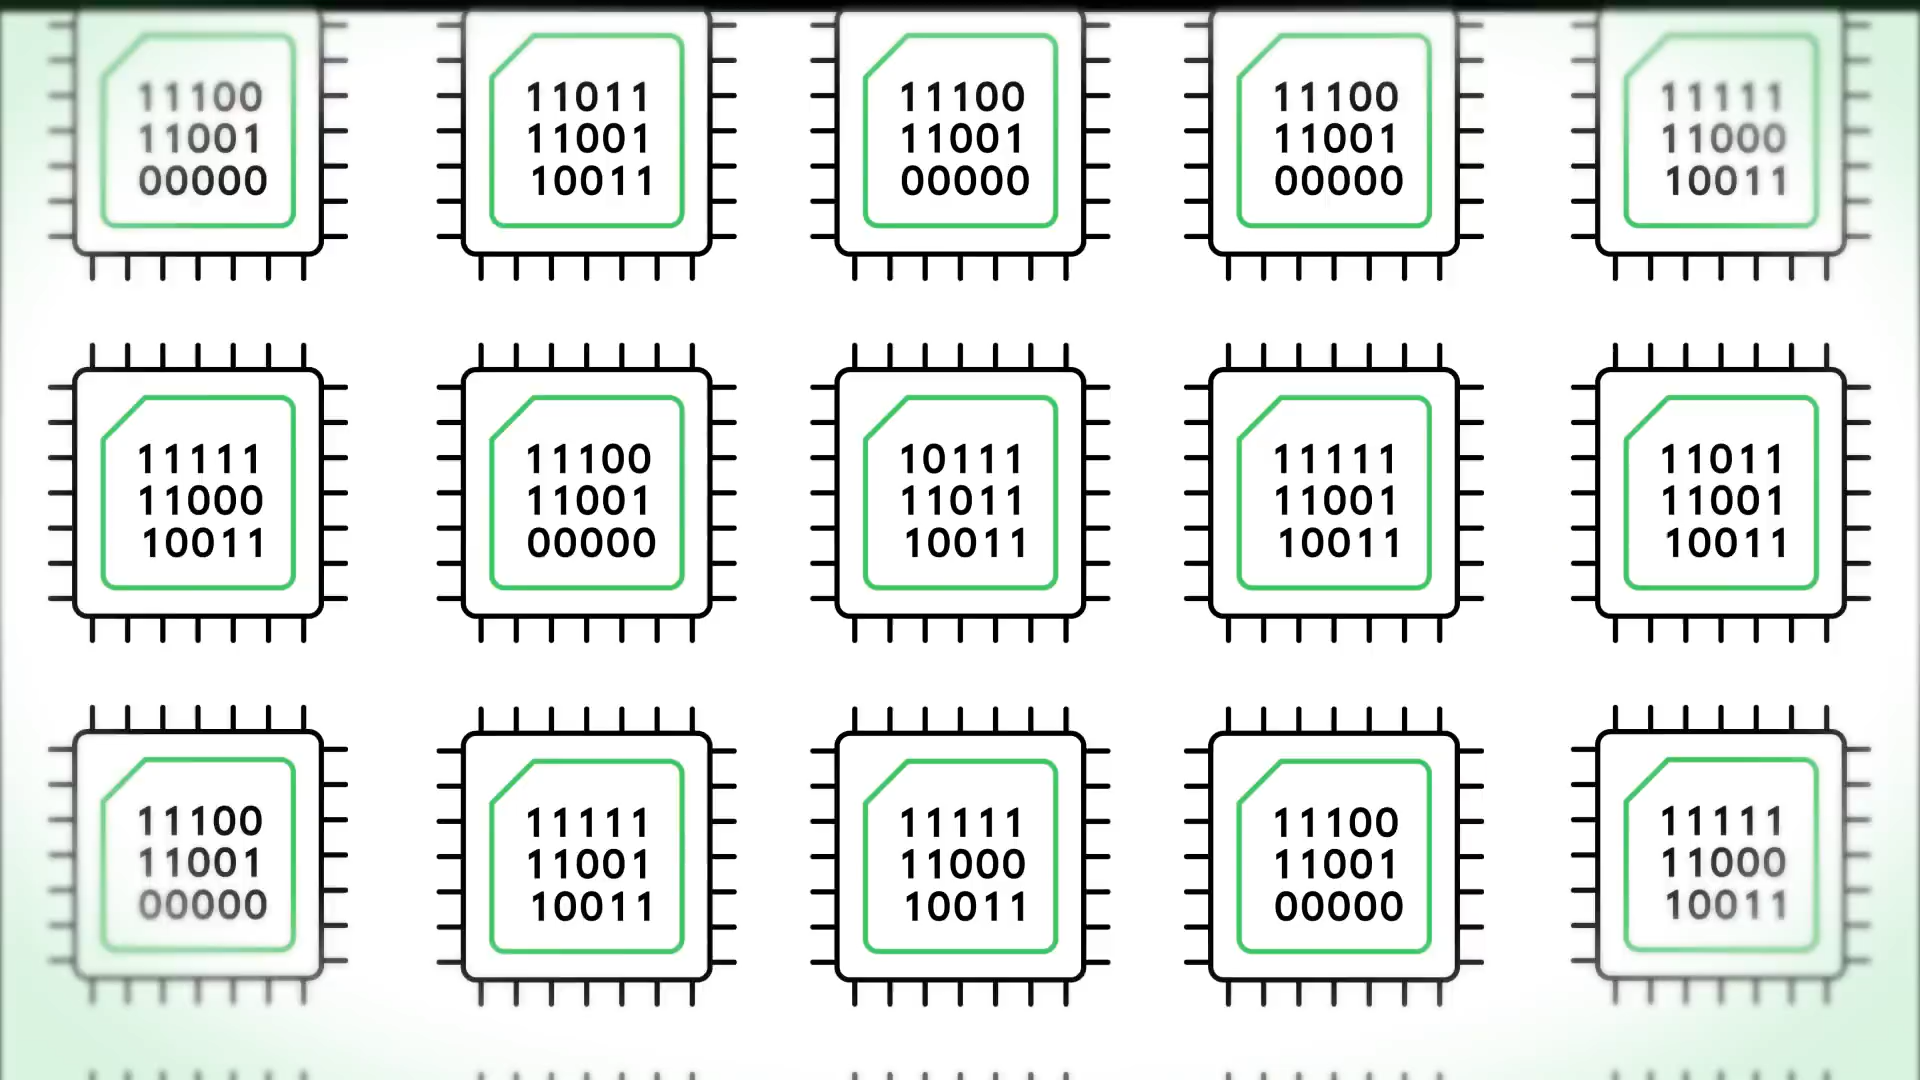 11100 11011 11100 11100 11111
11001 11001 11001 11001 11000
00000 10011 00000 00000 10011
11111 11100 10111 11111 11011
11000 11001 11011 11001 11001
10011 00000 10011 10011 10011
11100 11111 11111 11100 11111
11001 11001 11000 11001 11000
00000 10011 10011 00000 10011